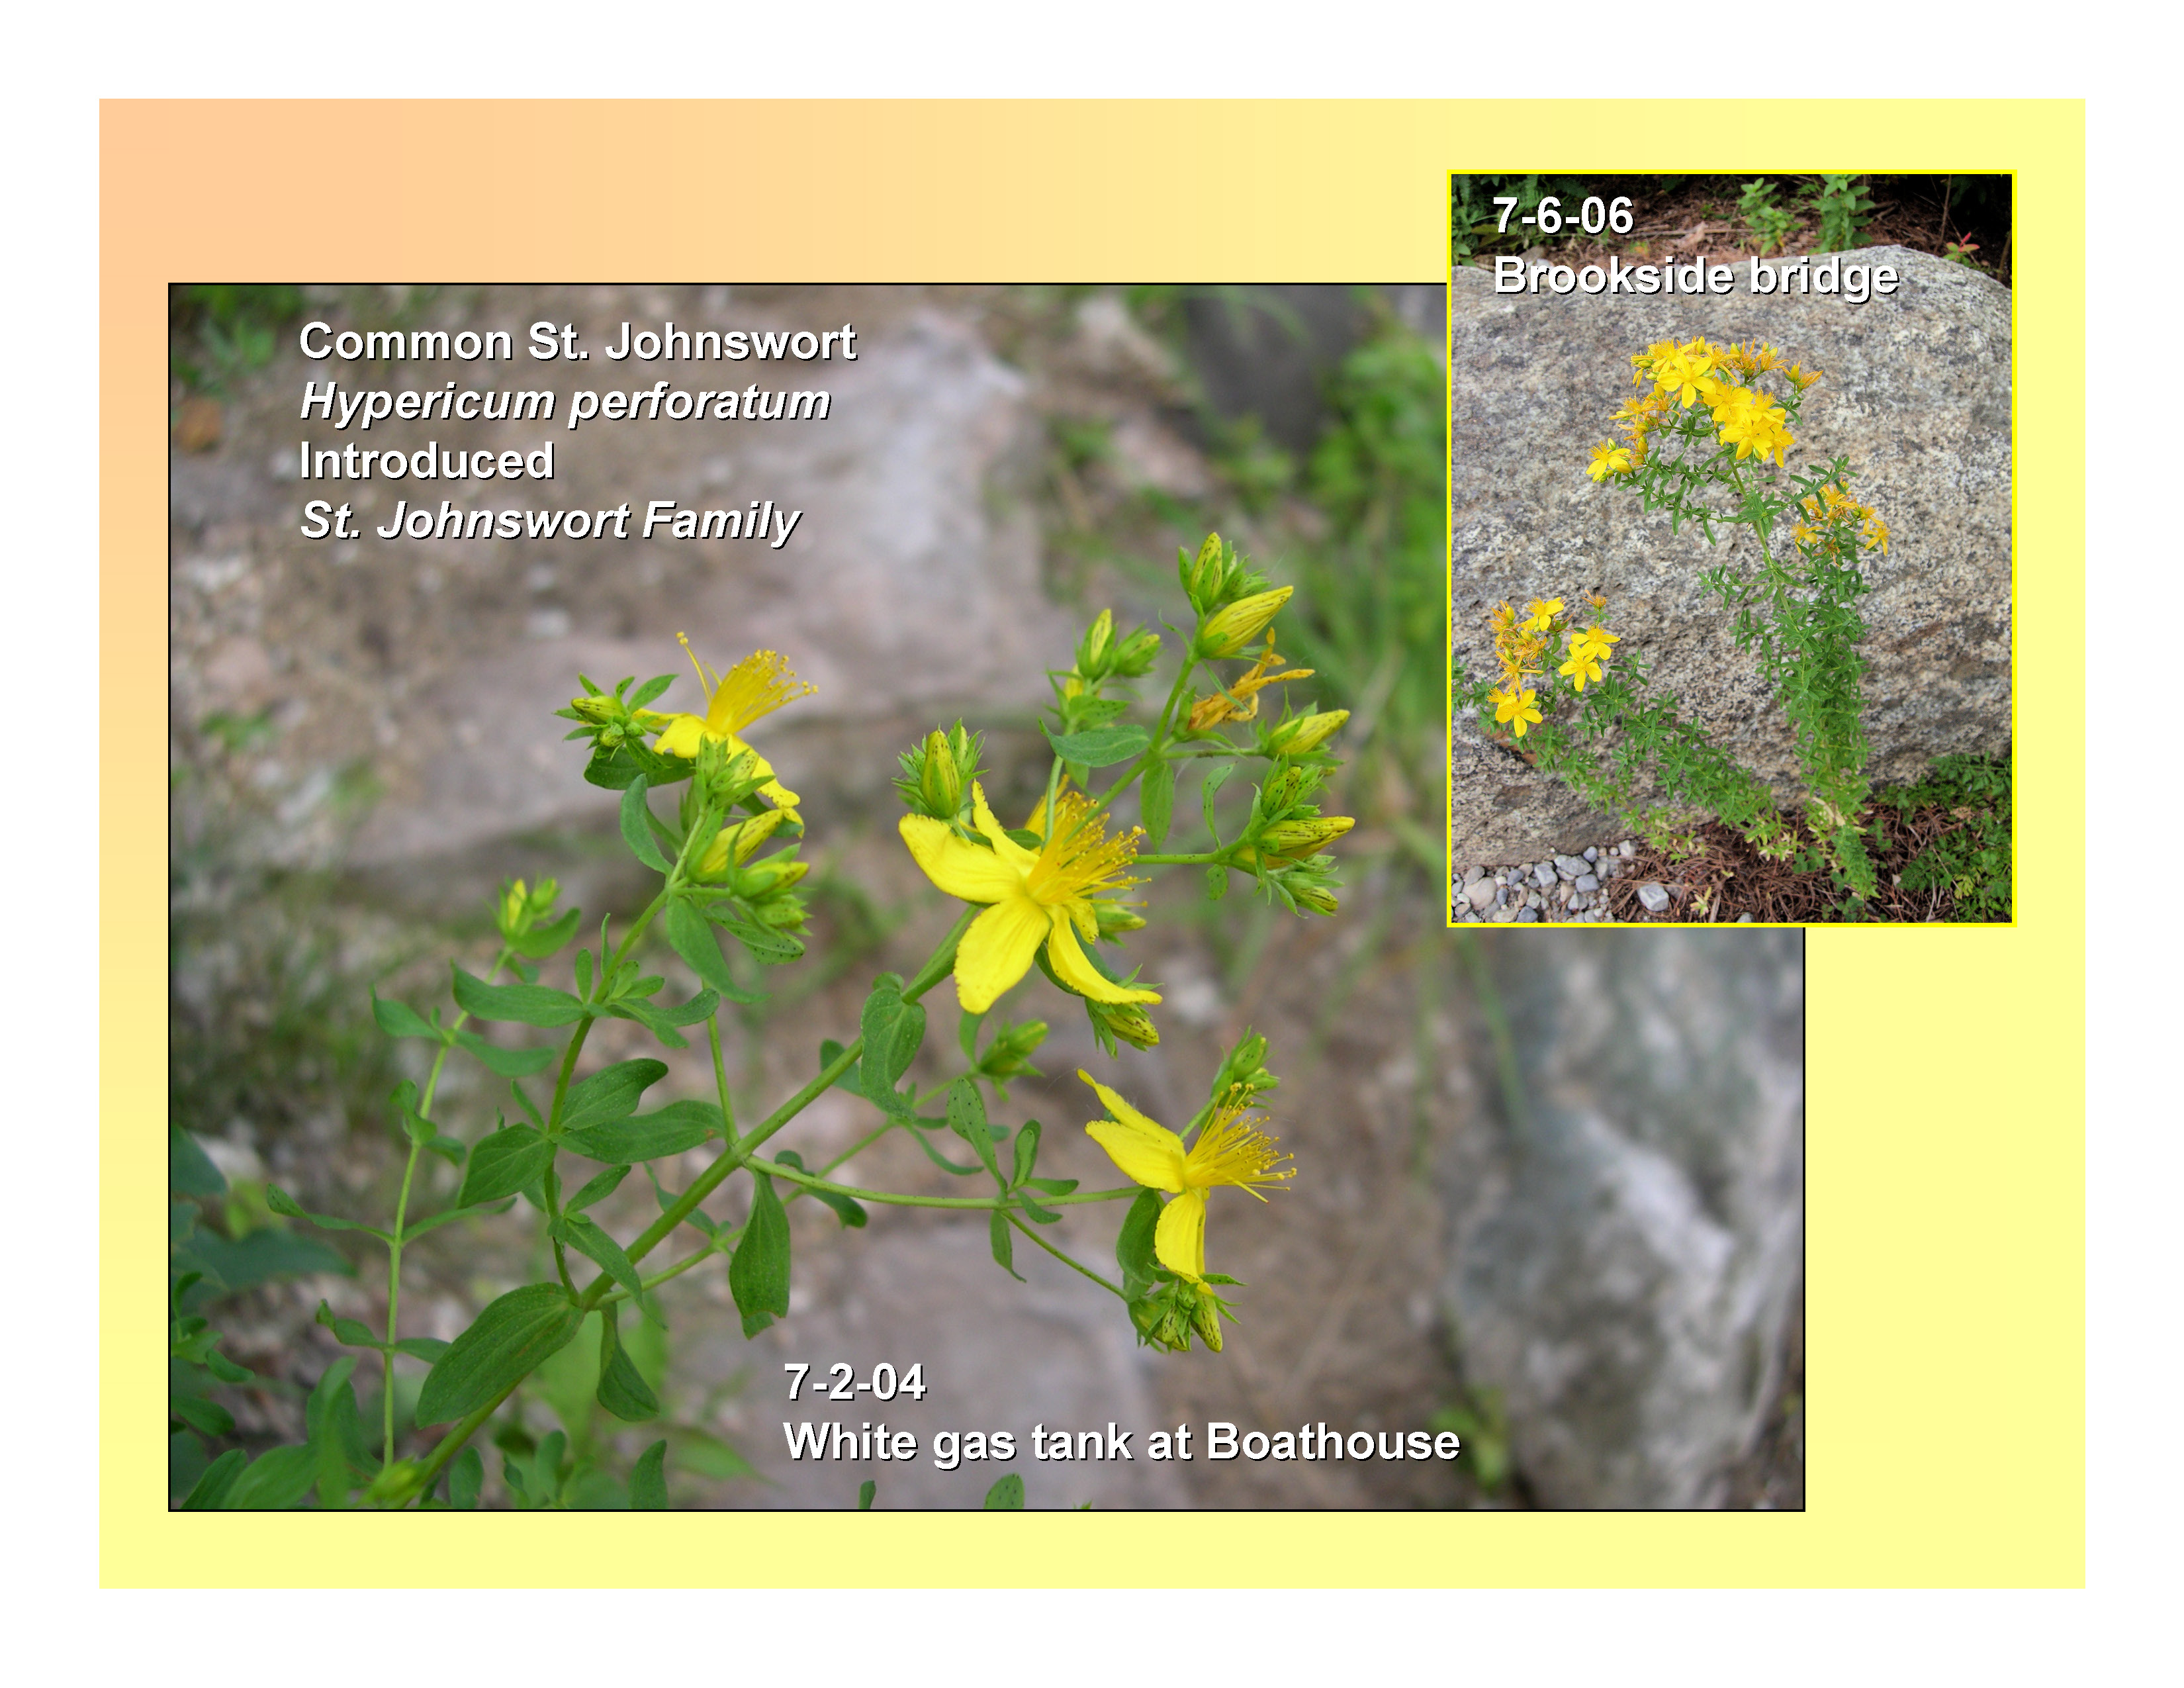 Common St. Johnswort
Hypericum perforatum
Introduced
St. Johnswort Family
7-6-06
Brookside bridge
7-2-04
White gas tank at Boathouse